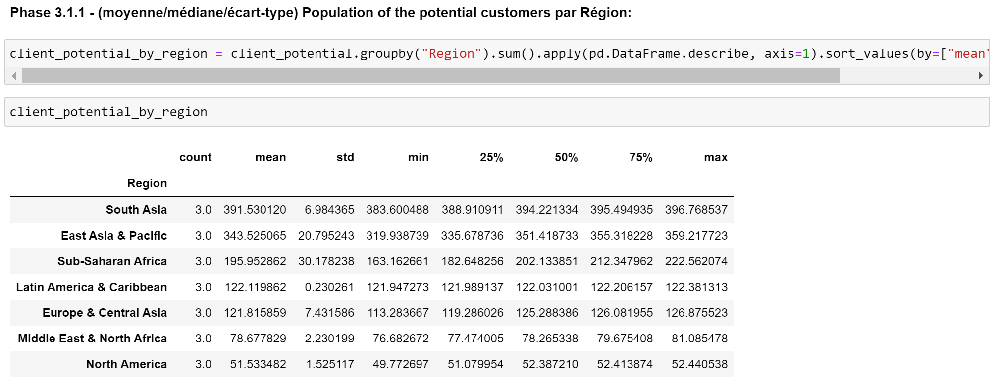 Phase 3.1.1 - (moyenne/médiane/écart-type) Population of the potential customers par Région:
client_potential_by_region = client_potential.groupby("Region").sum().apply(pd.DataFrame.describe, axis=1).sort_values(by=["mean"
client_potential_by_region
count mean std min 25% 50% 75% max
Region
South Asia 3.0 391.530120 6.984365 383.600488 388.910911 394.221334 395.494935 396.768537
East Asia & Pacific 3.0 343.525065 20.795243 319.938739 335.678736 351.418733 355.318228 359.217723
Sub-Saharan Africa 3.0 195.952862 30.178238 163.162661 182.648256 202.133851 212.347962 222.562074
Latin America & Caribbean 3.0 122.119862 0.230261 121.947273 121.989137 122.031001 122.206157 122.381313
Europe & Central Asia 3.0 121.815859 7.431586 113.283667 119.286026 125.288386 126.081955 126.875523
Middle East & North Africa 3.0 78.677829 2.230199 76.682672 77.474005 78.265338 79.675408 81.085478
North America 3.0 51.533482 1.525117 49.772697 51.079954 52.387210 52.413874 52.440538